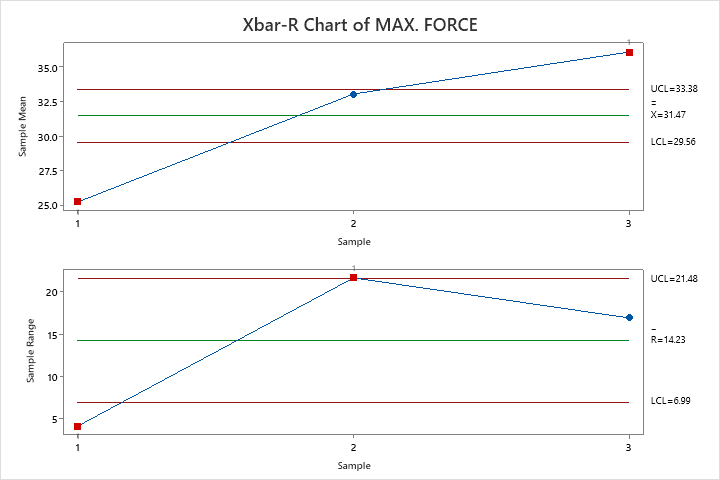 Xbar-R Chart of MAX. FORCE
1
35.0
32.5
30.0
27.5
25.0
Sample Mean
UCL=33.38
=
X=31.47
LCL=29.56
1 2 3
Sample
1
20
15
10
5
Sample Range
UCL=21.48
–
R=14.23
LCL=6.99
1 2 3
Sample